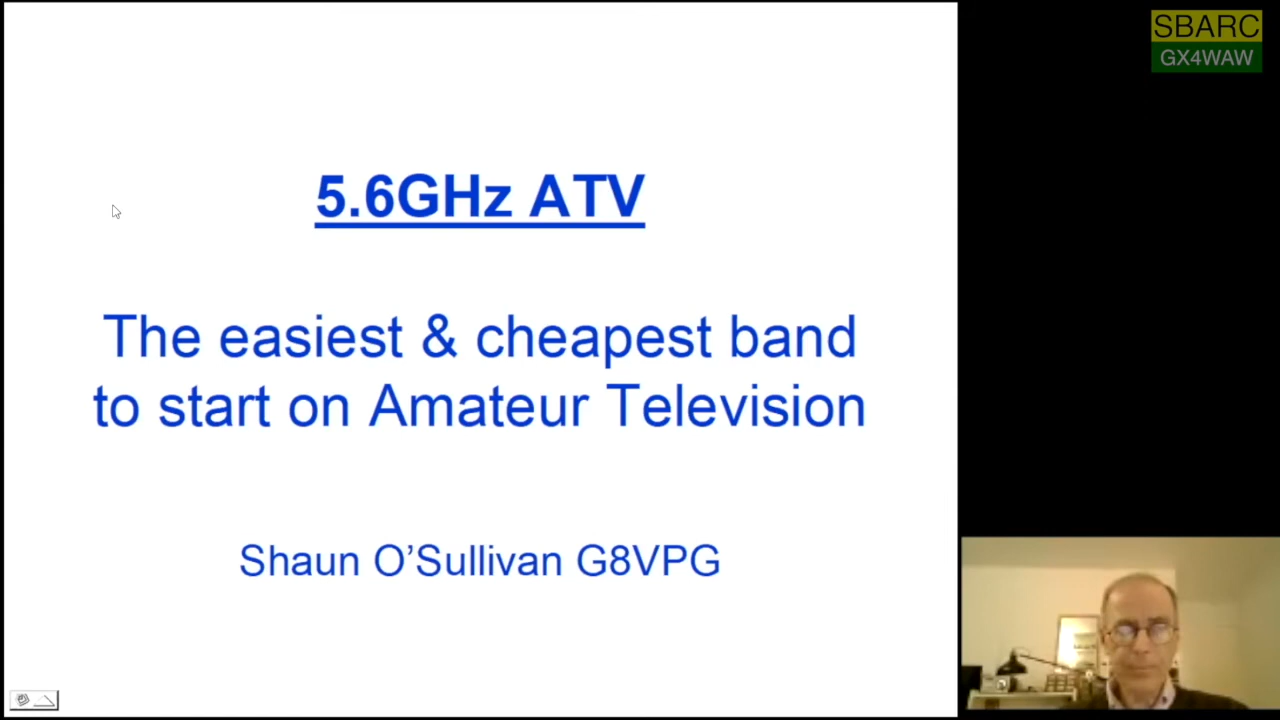 SBARC
GX4WAW
5.6GHz ATV
The easiest & cheapest band
to start on Amateur Television
Shaun O’Sullivan G8VPG